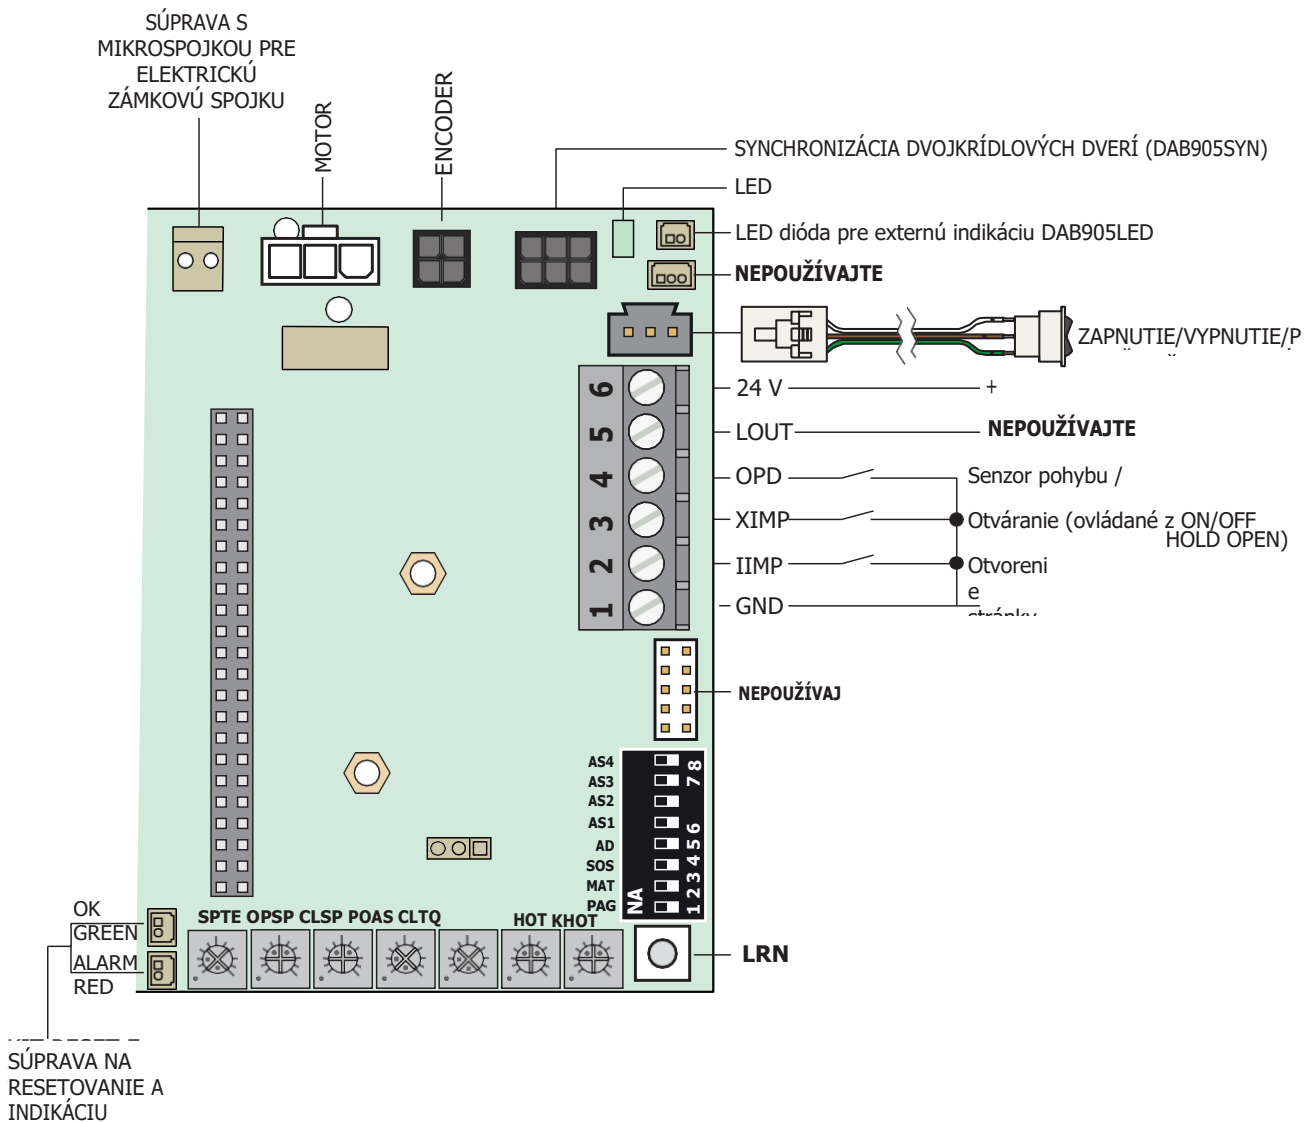 SÚPRAVA S
MIKROSPOJKOU PRE
ELEKTRICKÚ
ZÁMKOVÚ SPOJKU
MOTOR
ENCODER
SYNCHRONIZÁCIA DVOJKRÍDLOVÝCH DVERÍ (DAB905SYN)
LED
LED dióda pre externú indikáciu DAB905LED
NEPOUŽÍVAJTE
ZAPNUTIE/VYPNUTIE/P
6
24 V
+
5
LOUT
NEPOUŽÍVAJTE
4
OPD
Senzor pohybu /
3
XIMP
Otváranie (ovládané z ON/OFF
HOLD OPEN)
2
IIMP
Otvoreni
e
stránky
1
GND
NEPOUŽÍVAJ
AS4
AS3
AS2
AS1
AD
SOS
MAT
PAG
NA
1 2 3 4 5 6 7 8
OK
GREEN
ALARM
RED
SPTE OPSP CLSP POAS CLTQ
HOT KHOT
LRN
SÚPRAVA NA
RESETOVANIE A
INDIKÁCIU